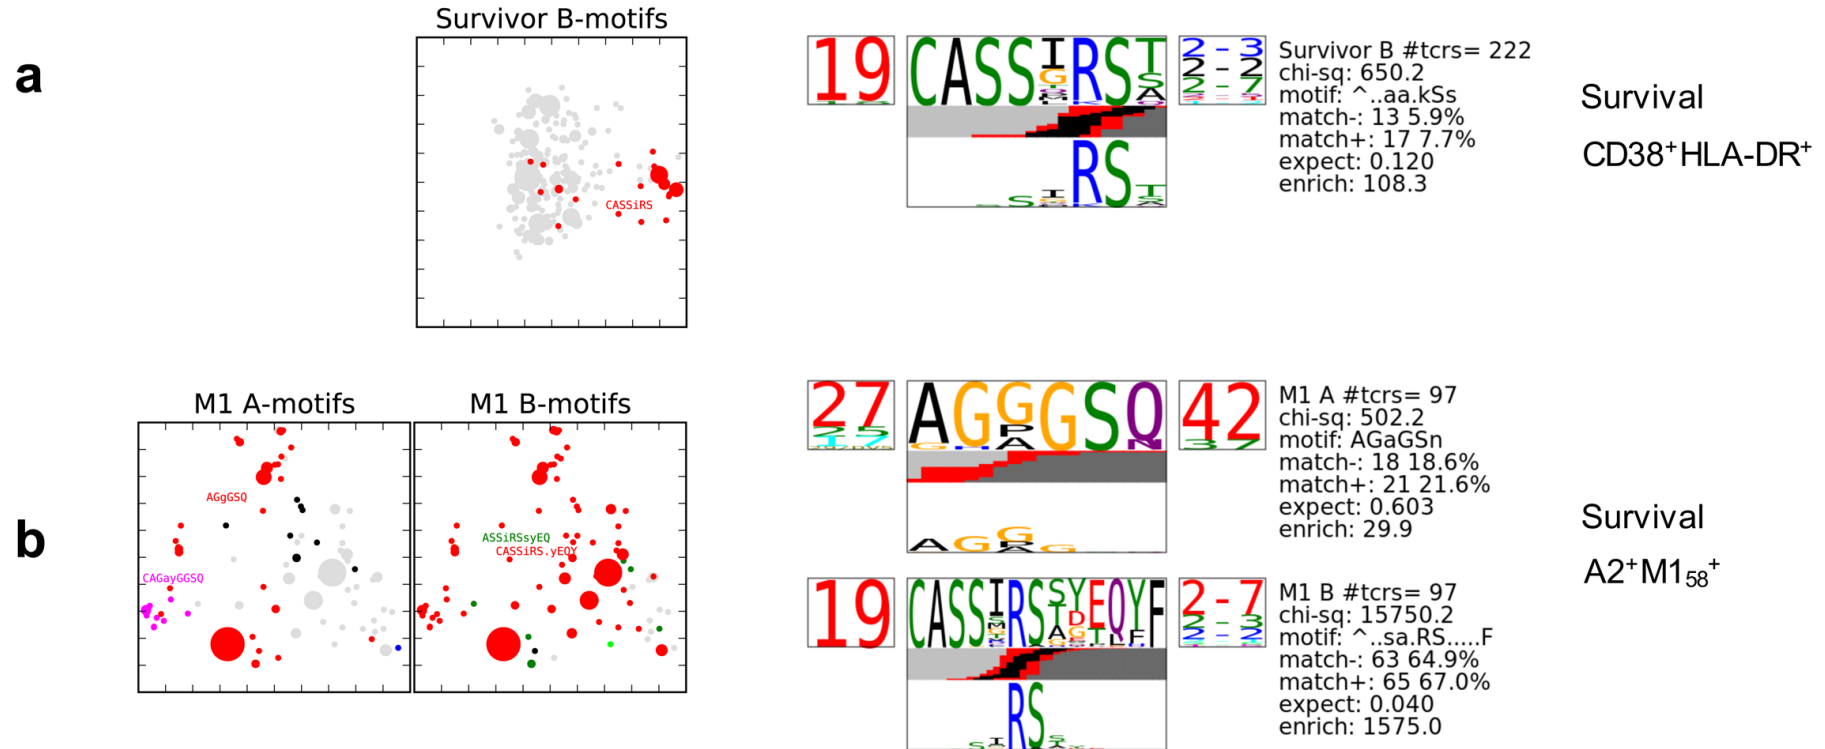 a
Survivor B-motifs
CASSiRS
19
CASSIRST
2-3
2-2
2-7
RS
Survivor B #tcrs= 222
chi-sq: 650.2
motif: ^..aa.kSs
match-: 13 5.9%
match+: 17 7.7%
expect: 0.120
enrich: 108.3
Survival
CD38+HLA-DR+
b
M1 A-motifs
AGgGSQ
CAGayGGSQ
M1 B-motifs
ASSiRSsyEQ
CASSiRS.yEQY
27
25
AGGGSQ
42
37
AGGG
M1 A #tcrs= 97
chi-sq: 502.2
motif: AGaGSn
match-: 18 18.6%
match+: 21 21.6%
expect: 0.603
enrich: 29.9
19
CASSIRSSYEQYF
2-7
2-3
2-2
RS
M1 B #tcrs= 97
chi-sq: 15750.2
motif: ^..sa.RS.....F
match-: 63 64.9%
match+: 65 67.0%
expect: 0.040
enrich: 1575.0
Survival
A2+M158+